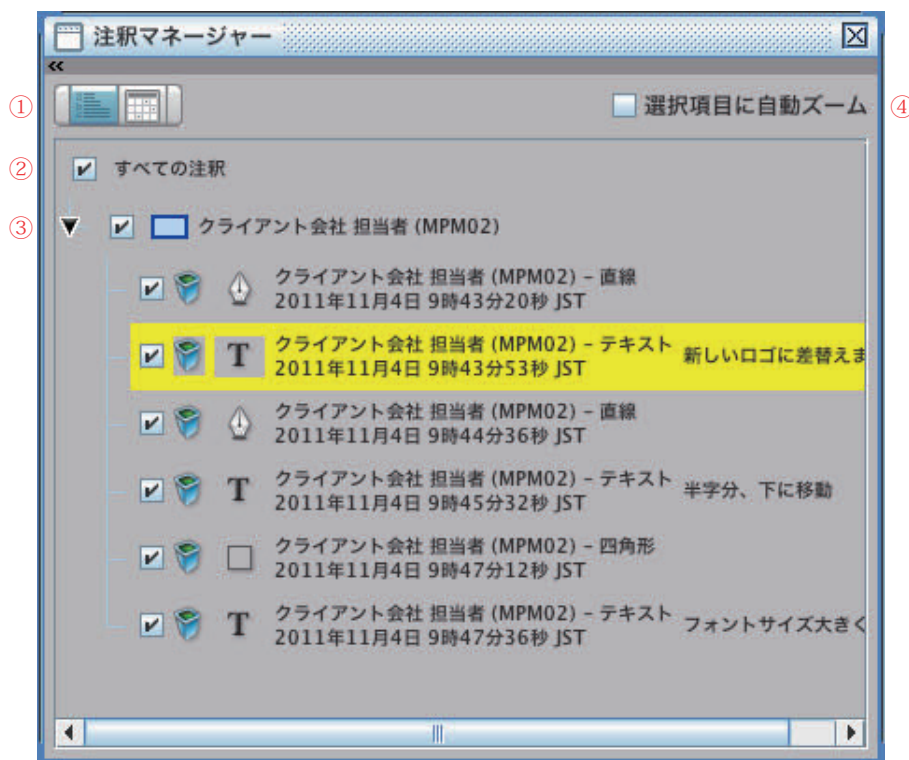 注釈マネージャー
«
① 選択項目に自動ズーム ④
② すべての注釈
③ クライアント会社 担当者 (MPM02)
クライアント会社 担当者 (MPM02) – 直線
2011年11月4日 9時43分20秒 JST
クライアント会社 担当者 (MPM02) – テキスト 新しいロゴに差替えま
2011年11月4日 9時43分53秒 JST
クライアント会社 担当者 (MPM02) – 直線
2011年11月4日 9時44分36秒 JST
クライアント会社 担当者 (MPM02) – テキスト 半字分、下に移動
2011年11月4日 9時45分32秒 JST
クライアント会社 担当者 (MPM02) – 四角形
2011年11月4日 9時47分12秒 JST
クライアント会社 担当者 (MPM02) – テキスト フォントサイズ大きく
2011年11月4日 9時47分36秒 JST